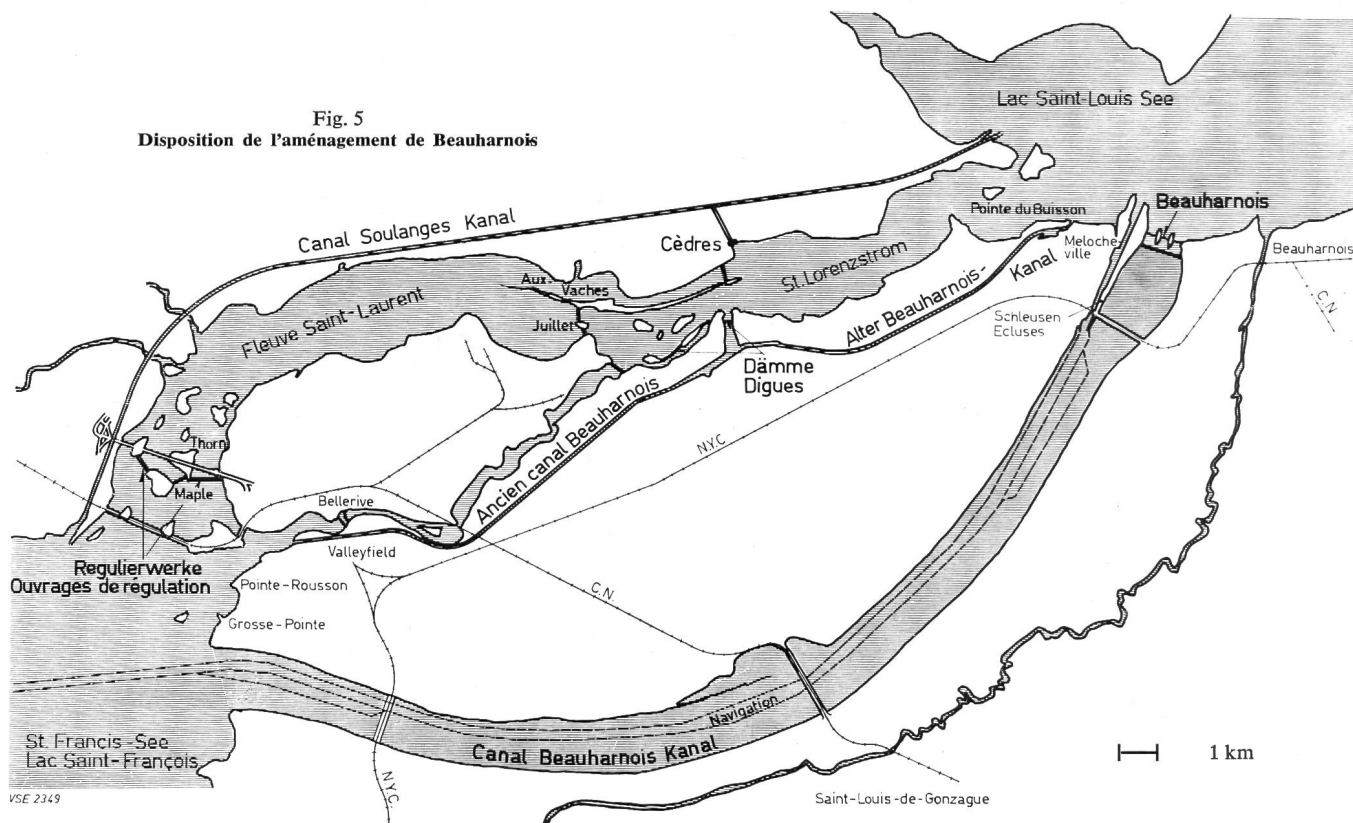 Fig. 5
Disposition de l'aménagement de Beauharnois
Lac Saint-Louis See
Canal Soulanges Kanal
Pointe du Buisson
Beauharnois
Cèdres
Meloche
ville
Beauharnois
C.N.
Aux-
Vaches
St. Lorenzstrom
Fleuve Saint-Laurent
Juillet
Alter Beauharnois-
Kanal
Schleusen
Ecluses
Dämme
Digues
Thorn
Maple
Ancien canal Beauharnois
N.Y.C
Bellerive
Valleyfield
Regulierwerke
Ouvrages de régulation
Pointe-Rousson
C.N.
Grosse-Pointe
Navigation
Canal Beauharnois Kanal
St. Francis-See
Lac Saint-François
1 km
N.Y.C.
Saint-Louis-de-Gonzague
VSE 2349